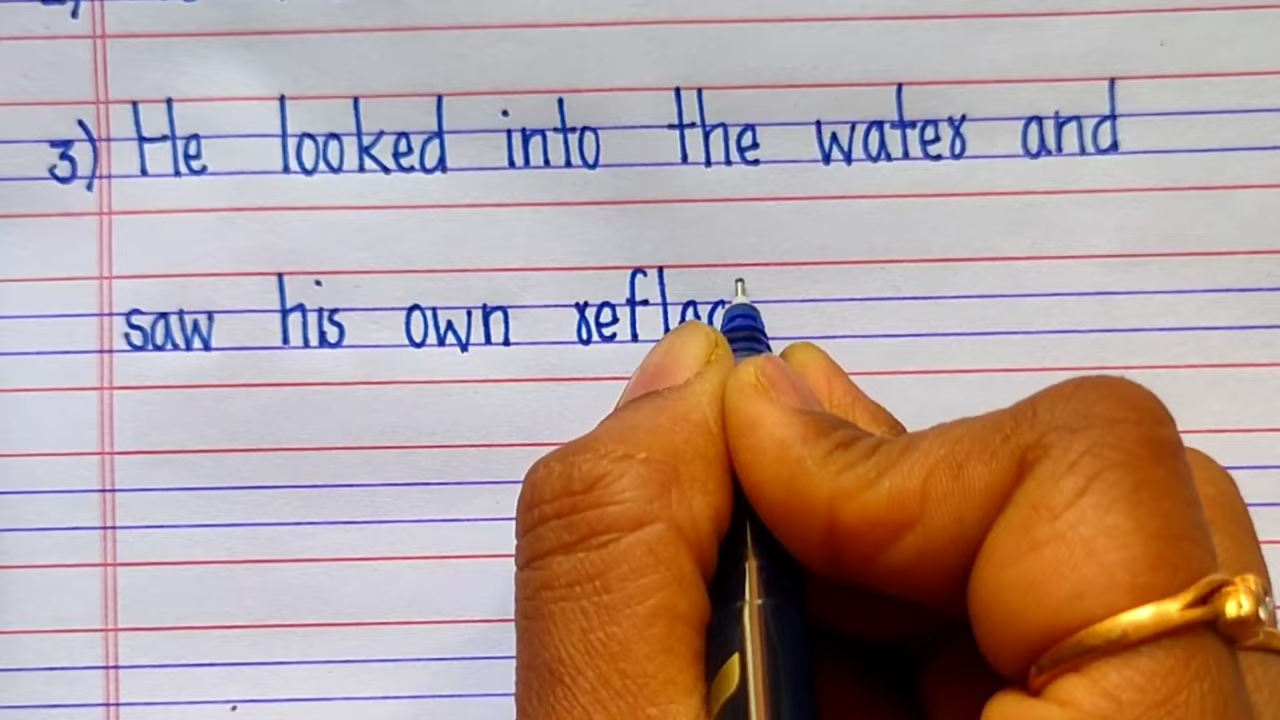 3) He looked into the water and
saw his own